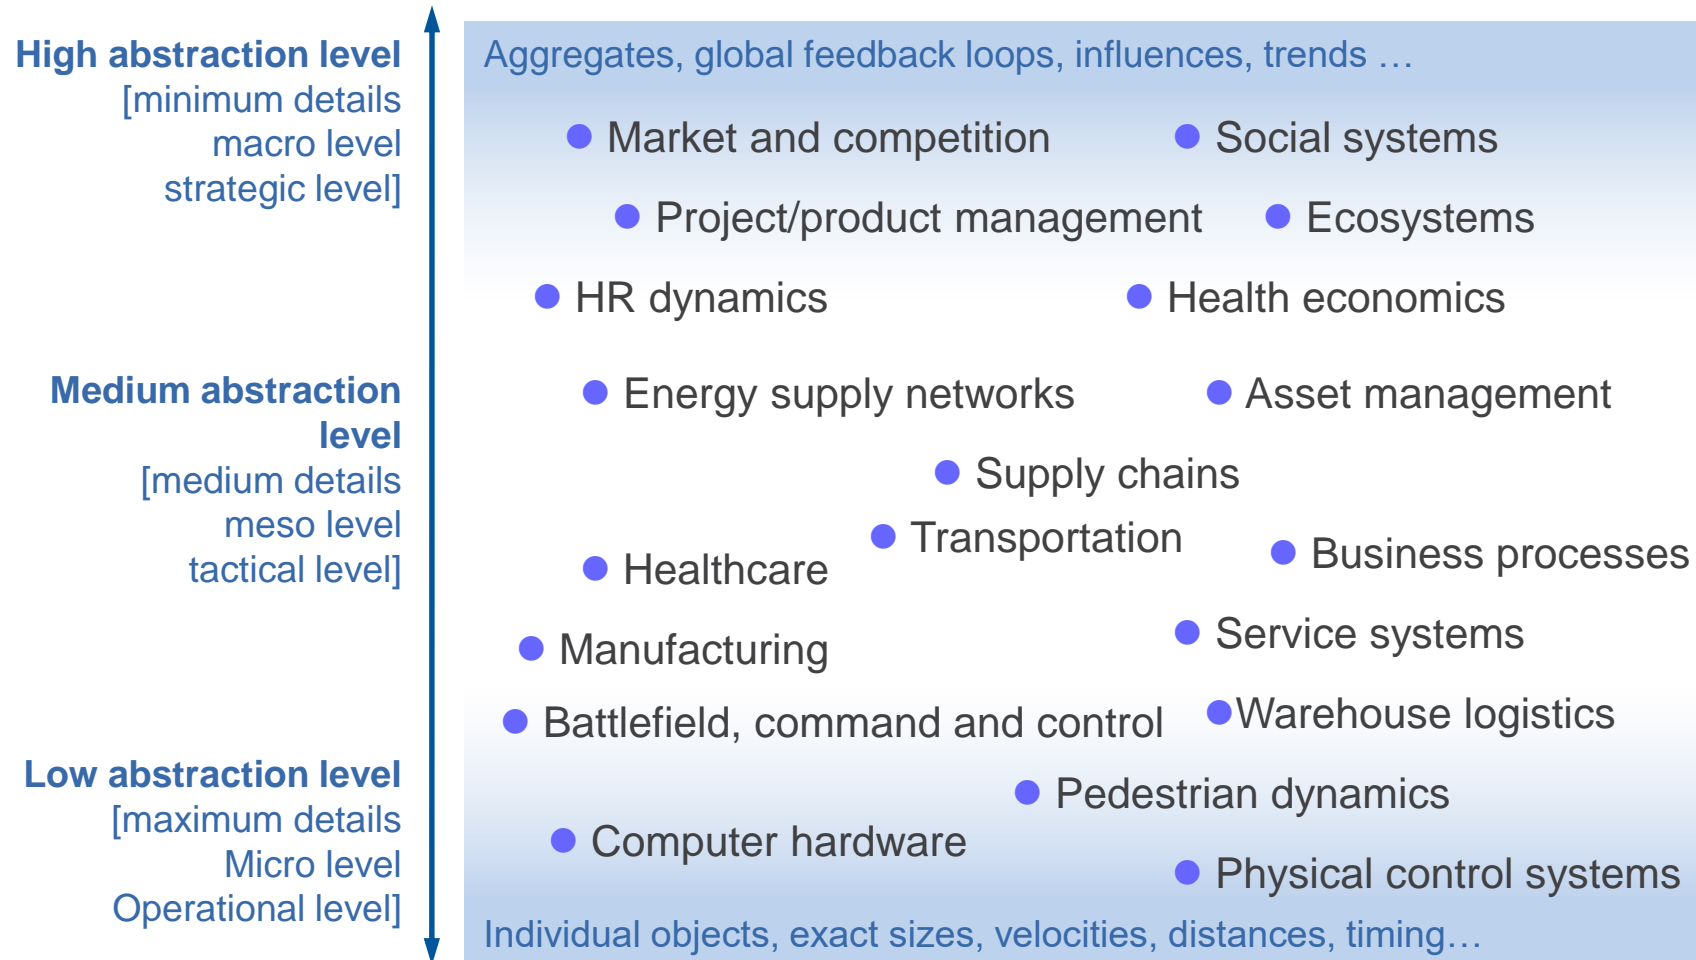 High abstraction level
[minimum details
macro level
strategic level]
Medium abstraction
level
[medium details
meso level
tactical level]
Low abstraction level
[maximum details
Micro level
Operational level]
Aggregates, global feedback loops, influences, trends …
Market and competition
Social systems
Project/product management
Ecosystems
HR dynamics
Health economics
Energy supply networks
Asset management
Supply chains
Transportation
Business processes
Healthcare
Service systems
Manufacturing
Warehouse logistics
Battlefield, command and control
Pedestrian dynamics
Computer hardware
Physical control systems
Individual objects, exact sizes, velocities, distances, timing…